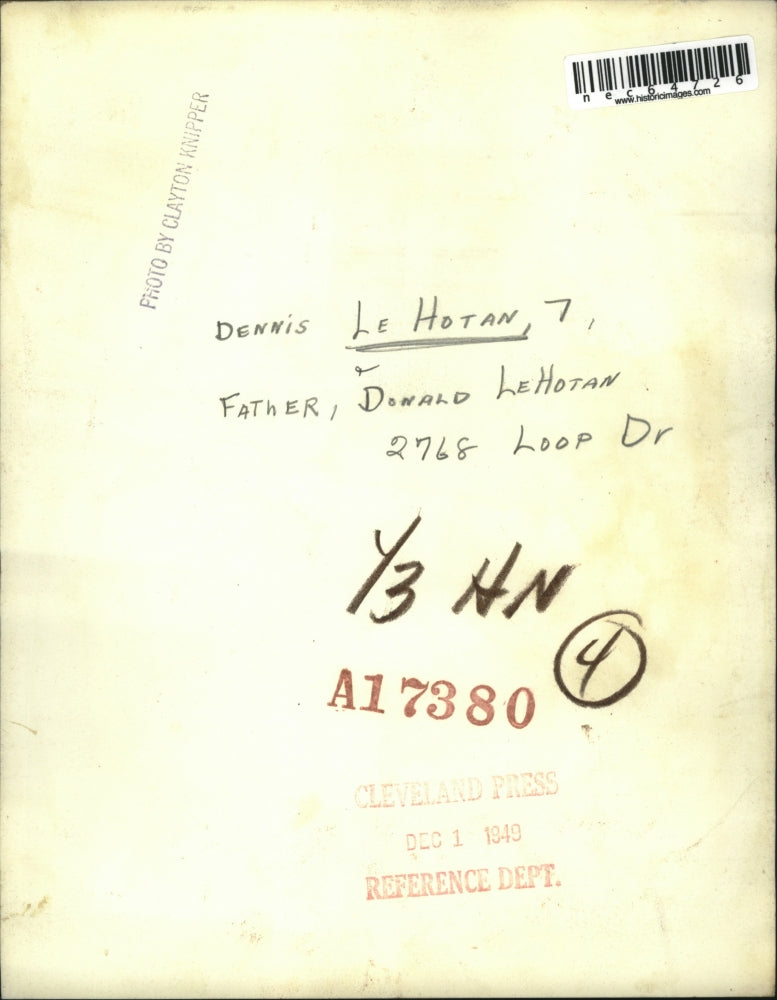 nec64726
www.historicimages.com
PHOTO BY CLAYTON KNIPPER
DENNIS LE HOTAN, 7,
FATHER, DONALD LEHOTAN
2768 LOOP Dr
1/3 HN
4
A17380
CLEVELAND PRESS
DEC 1 1949
REFERENCE DEPT.